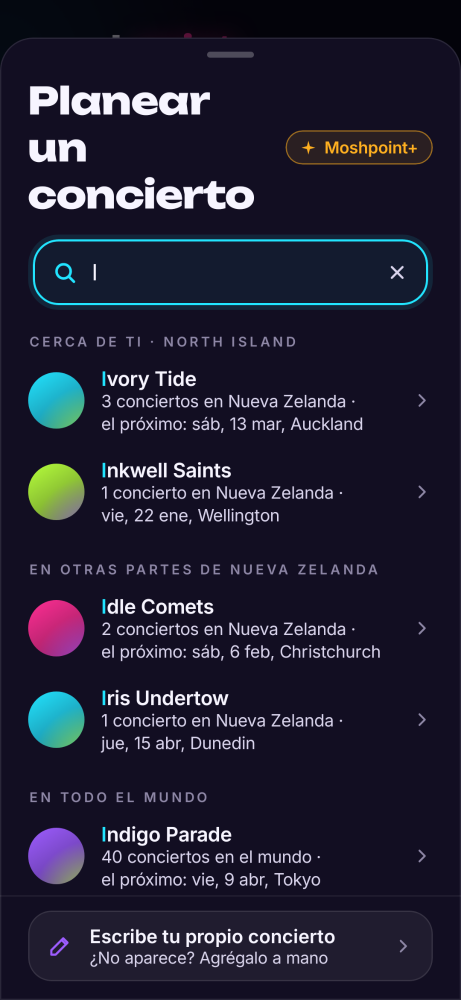 Planear
un
concierto
Moshpoint+
I
CERCA DE TI · NORTH ISLAND
Ivory Tide
3 conciertos en Nueva Zelanda ·
el próximo: sáb, 13 mar, Auckland
Inkwell Saints
1 concierto en Nueva Zelanda ·
vie, 22 ene, Wellington
EN OTRAS PARTES DE NUEVA ZELANDA
Idle Comets
2 conciertos en Nueva Zelanda ·
el próximo: sáb, 6 feb, Christchurch
Iris Undertow
1 concierto en Nueva Zelanda ·
jue, 15 abr, Dunedin
EN TODO EL MUNDO
Indigo Parade
40 conciertos en el mundo ·
el próximo: vie, 9 abr, Tokyo
Escribe tu propio concierto
¿No aparece? Agrégalo a mano